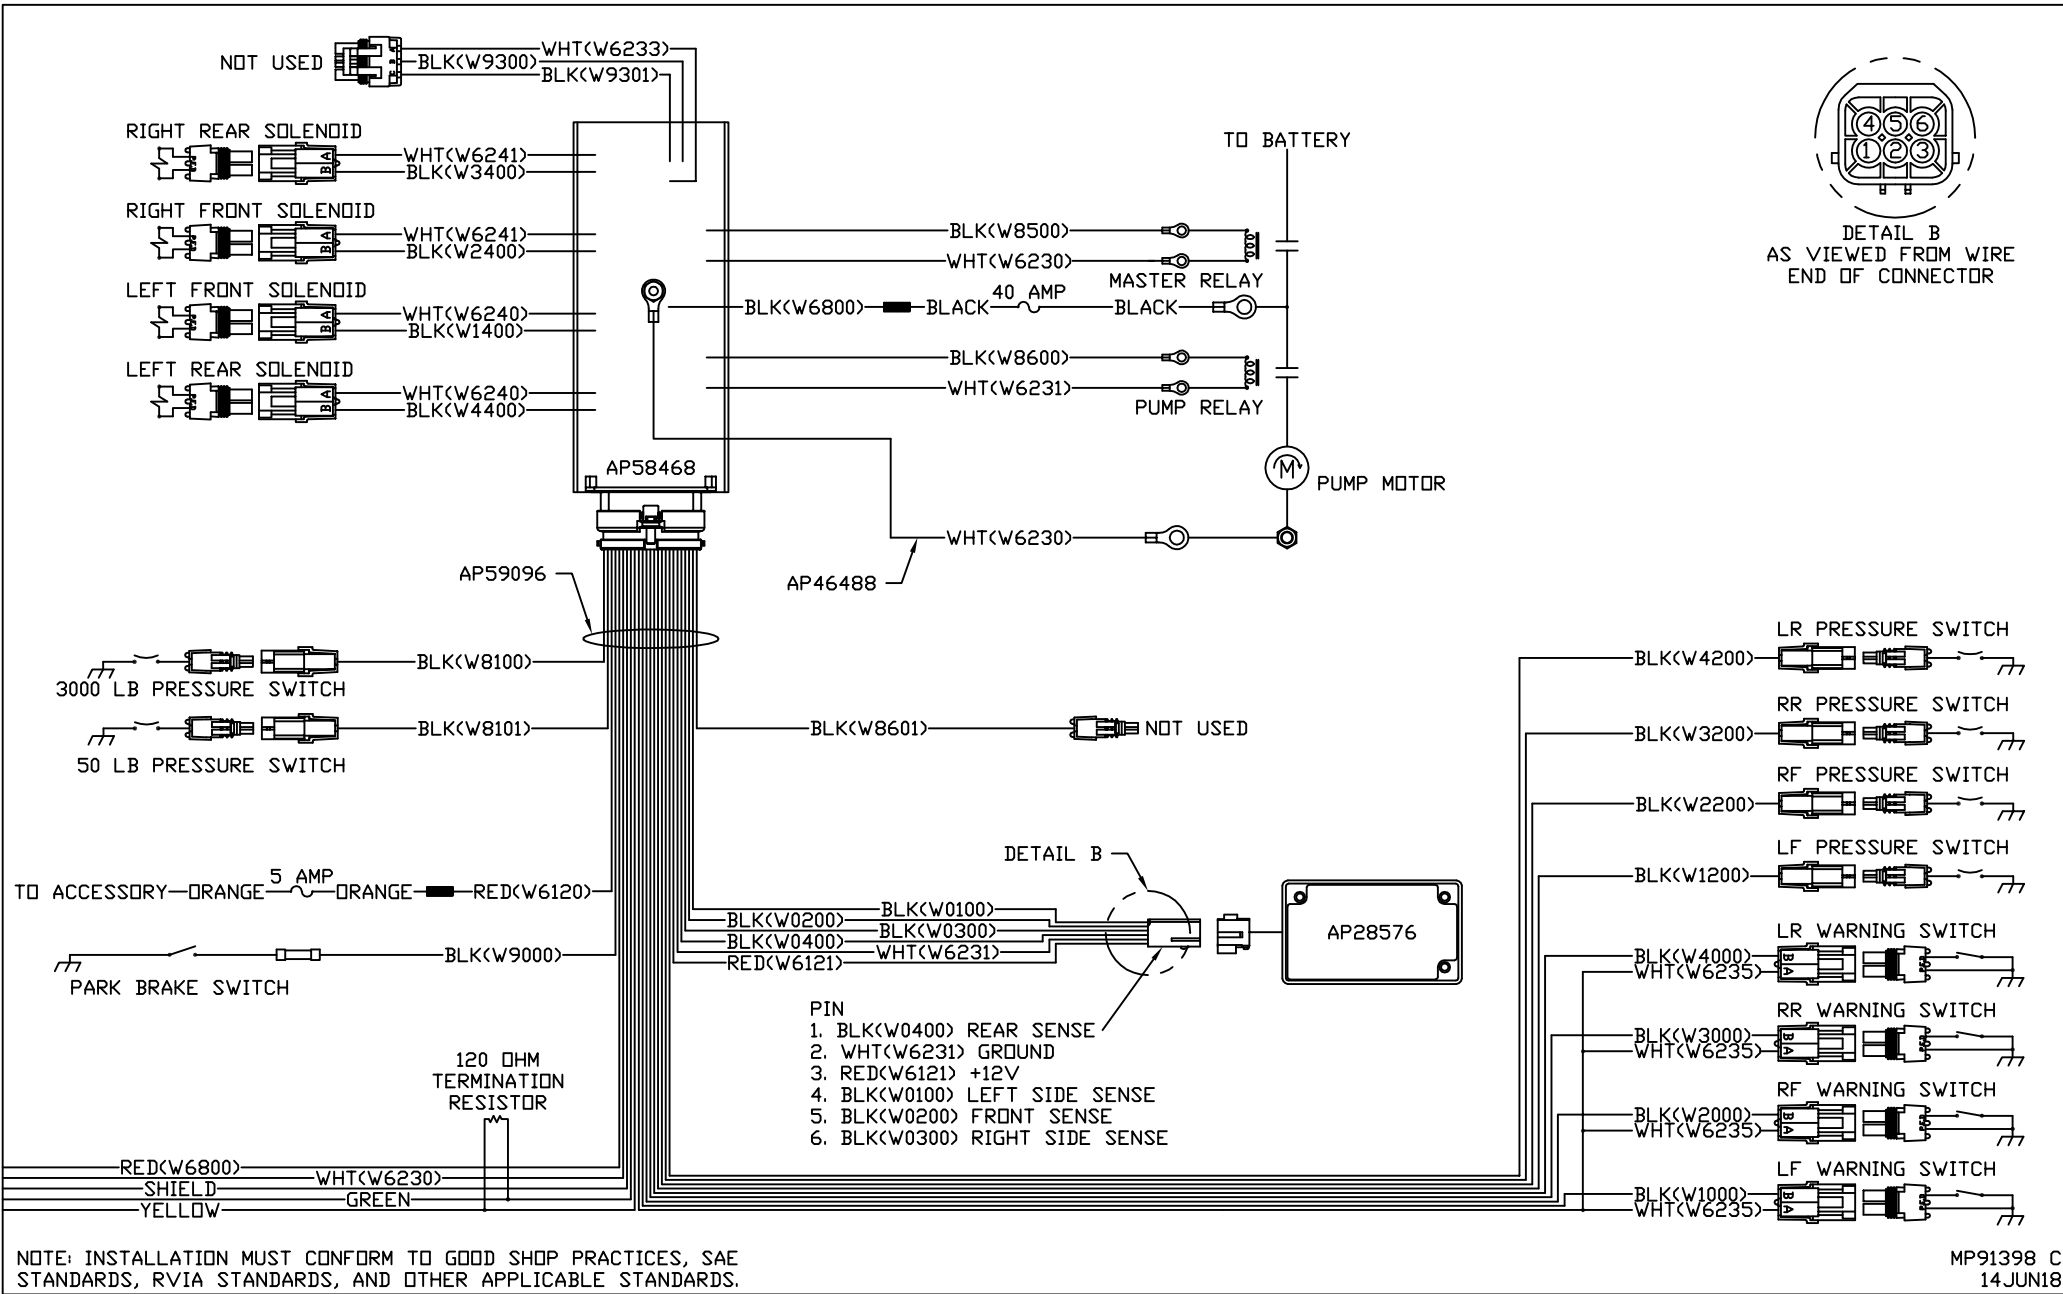 NOT USED
WHT(W6233)
BLK(W9300)
BLK(W9301)
RIGHT REAR SOLENOID
A
B
WHT(W6241)
BLK(W3400)
RIGHT FRONT SOLENOID
A
B
WHT(W6241)
BLK(W2400)
LEFT FRONT SOLENOID
A
B
WHT(W6240)
BLK(W1400)
LEFT REAR SOLENOID
A
B
WHT(W6240)
BLK(W4400)
AP58468
TO BATTERY
BLK(W8500)
WHT(W6230)
MASTER RELAY
BLK(W6800)
BLACK
40 AMP
BLACK
BLK(W8600)
WHT(W6231)
PUMP RELAY
M
PUMP MOTOR
WHT(W6230)
AP46488
4 5 6
1 2 3
DETAIL B
AS VIEWED FROM WIRE
END OF CONNECTOR
AP59096
BLK(W8100)
3000 LB PRESSURE SWITCH
BLK(W8101)
50 LB PRESSURE SWITCH
BLK(W8601)
NOT USED
TO ACCESSORY
ORANGE
5 AMP
ORANGE
RED(W6120)
BLK(W9000)
PARK BRAKE SWITCH
DETAIL B
BLK(W0100)
BLK(W0200)
BLK(W0300)
BLK(W0400)
WHT(W6231)
RED(W6121)
AP28576
PIN
1. BLK(W0400) REAR SENSE
2. WHT(W6231) GROUND
3. RED(W6121) +12V
4. BLK(W0100) LEFT SIDE SENSE
5. BLK(W0200) FRONT SENSE
6. BLK(W0300) RIGHT SIDE SENSE
120 OHM
TERMINATION
RESISTOR
RED(W6800)
WHT(W6230)
SHIELD
GREEN
YELLOW
LR PRESSURE SWITCH
BLK(W4200)
RR PRESSURE SWITCH
BLK(W3200)
RF PRESSURE SWITCH
BLK(W2200)
LF PRESSURE SWITCH
BLK(W1200)
LR WARNING SWITCH
BLK(W4000)
WHT(W6235)
B
A
RR WARNING SWITCH
BLK(W3000)
WHT(W6235)
B
A
RF WARNING SWITCH
BLK(W2000)
WHT(W6235)
B
A
LF WARNING SWITCH
BLK(W1000)
WHT(W6235)
B
A
NOTE: INSTALLATION MUST CONFORM TO GOOD SHOP PRACTICES, SAE
STANDARDS, RVIA STANDARDS, AND OTHER APPLICABLE STANDARDS.
MP91398 C
14JUN18